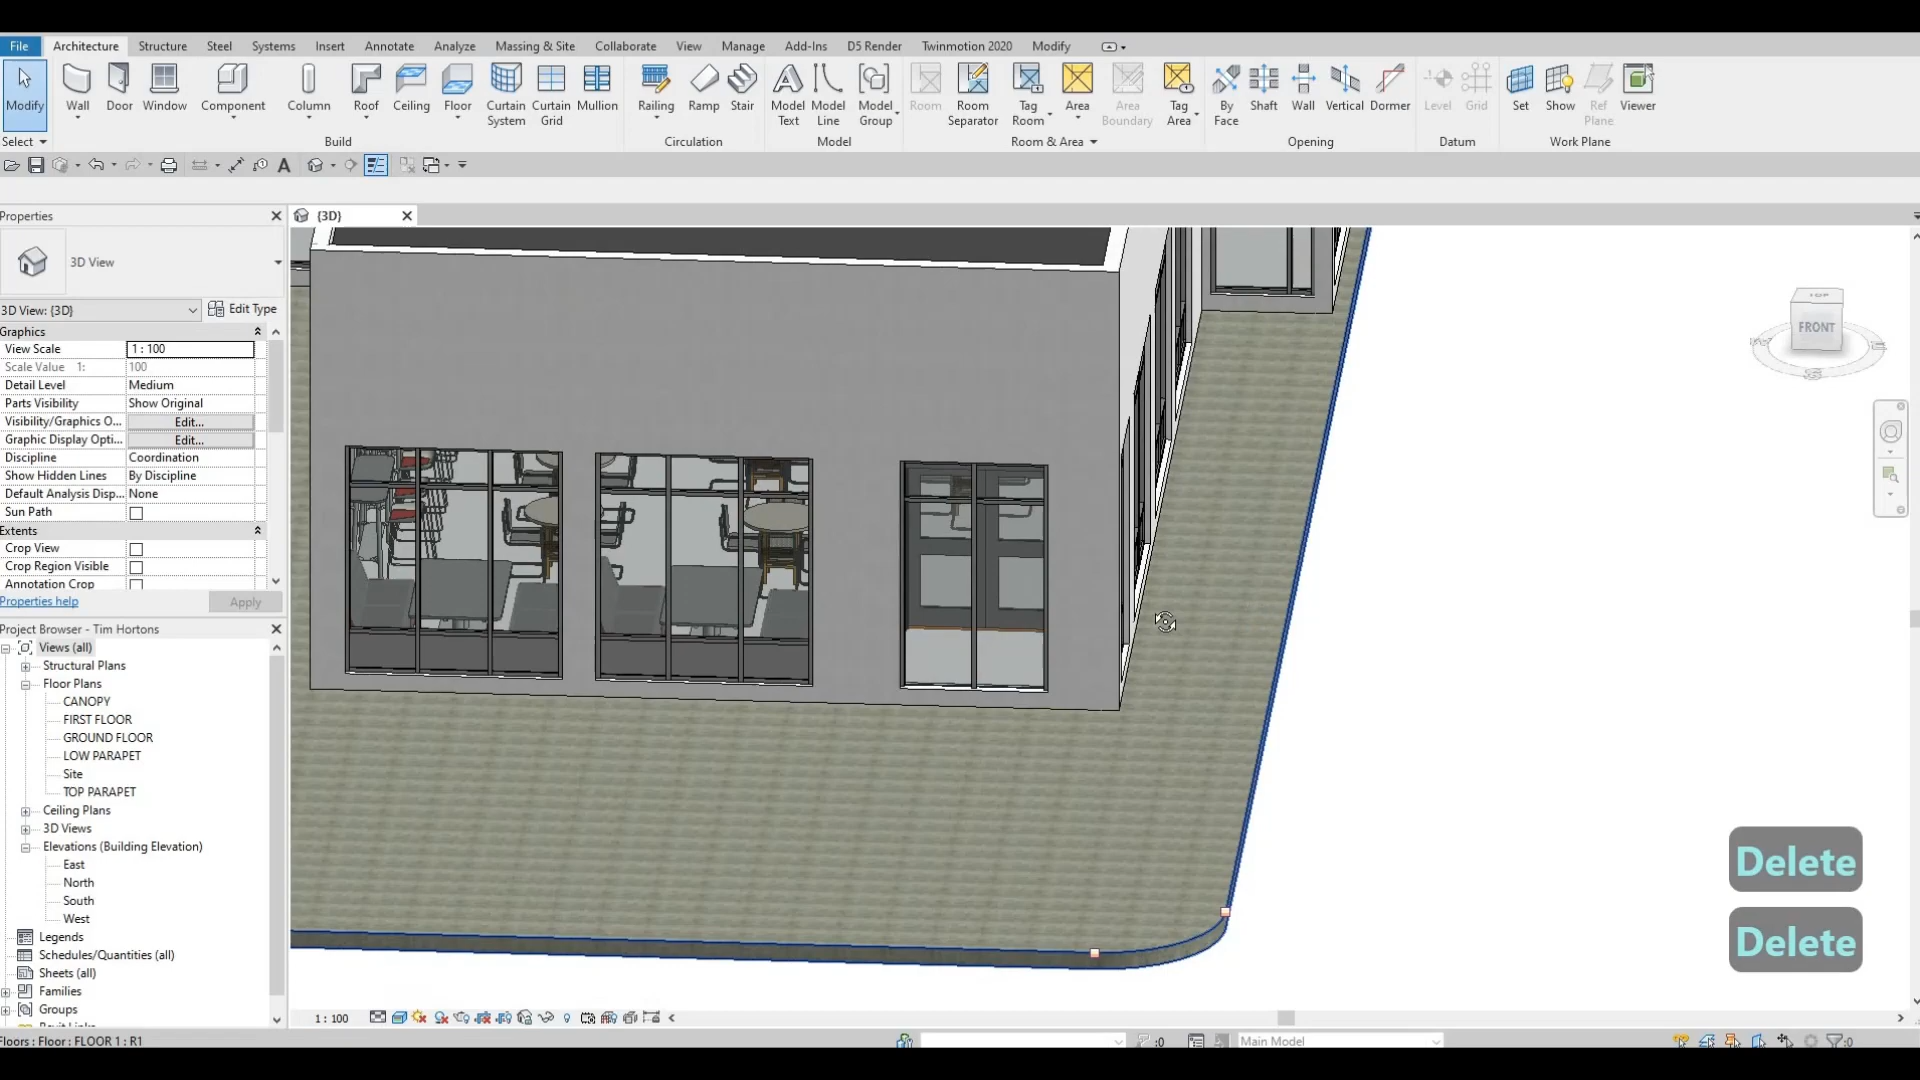 File Architecture Structure Steel Systems Insert Annotate Analyze Massing & Site Collaborate View Manage Add-Ins D5 Render Twinmotion 2020 Modify
Modify Wall Door Window Component Column Roof Ceiling Floor Curtain System Curtain Grid Mullion Railing Ramp Stair Model Text Model Line Model Group Room Room Separator Tag Room Area Area Boundary Tag Area By Face Shaft Wall Vertical Dormer Level Grid Set Show Ref Plane Viewer
Select Build Circulation Model Room & Area Opening Datum Work Plane
Properties {3D}
3D View
3D View: {3D} Edit Type
Graphics
View Scale 1 : 100
Scale Value 1: 100
Detail Level Medium
Parts Visibility Show Original
Visibility/Graphics O... Edit...
Graphic Display Opti... Edit...
Discipline Coordination
Show Hidden Lines By Discipline
Default Analysis Disp... None
Sun Path
Extents
Crop View
Crop Region Visible
Annotation Crop
Properties help Apply
Project Browser - Tim Hortons
Views (all)
Structural Plans
Floor Plans
CANOPY
FIRST FLOOR
GROUND FLOOR
LOW PARAPET
Site
TOP PARAPET
Ceiling Plans
3D Views
Elevations (Building Elevation)
East
North
South
West
Legends
Schedules/Quantities (all)
Sheets (all)
Families
Groups
TOP
FRONT
W S E
Delete
Delete
1 : 100
Floors : Floor : FLOOR 1 : R1 :0 Main Model :0